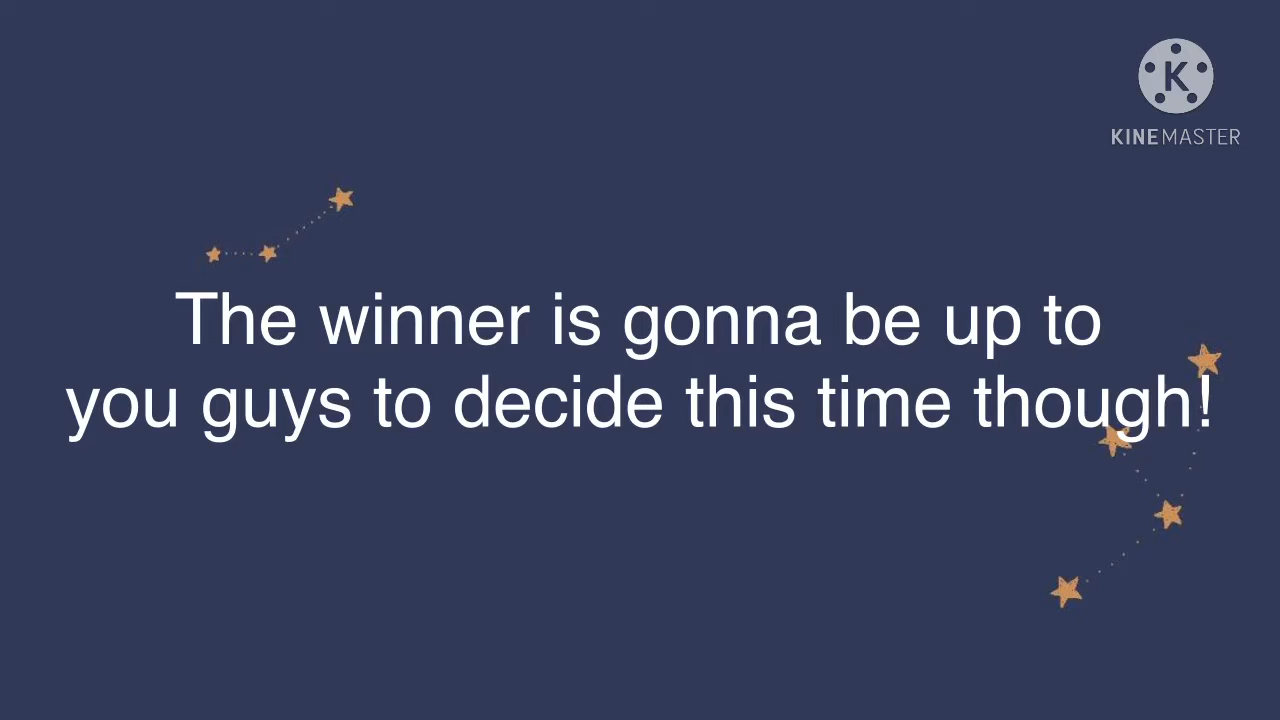 K
KINEMASTER
The winner is gonna be up to
you guys to decide this time though!